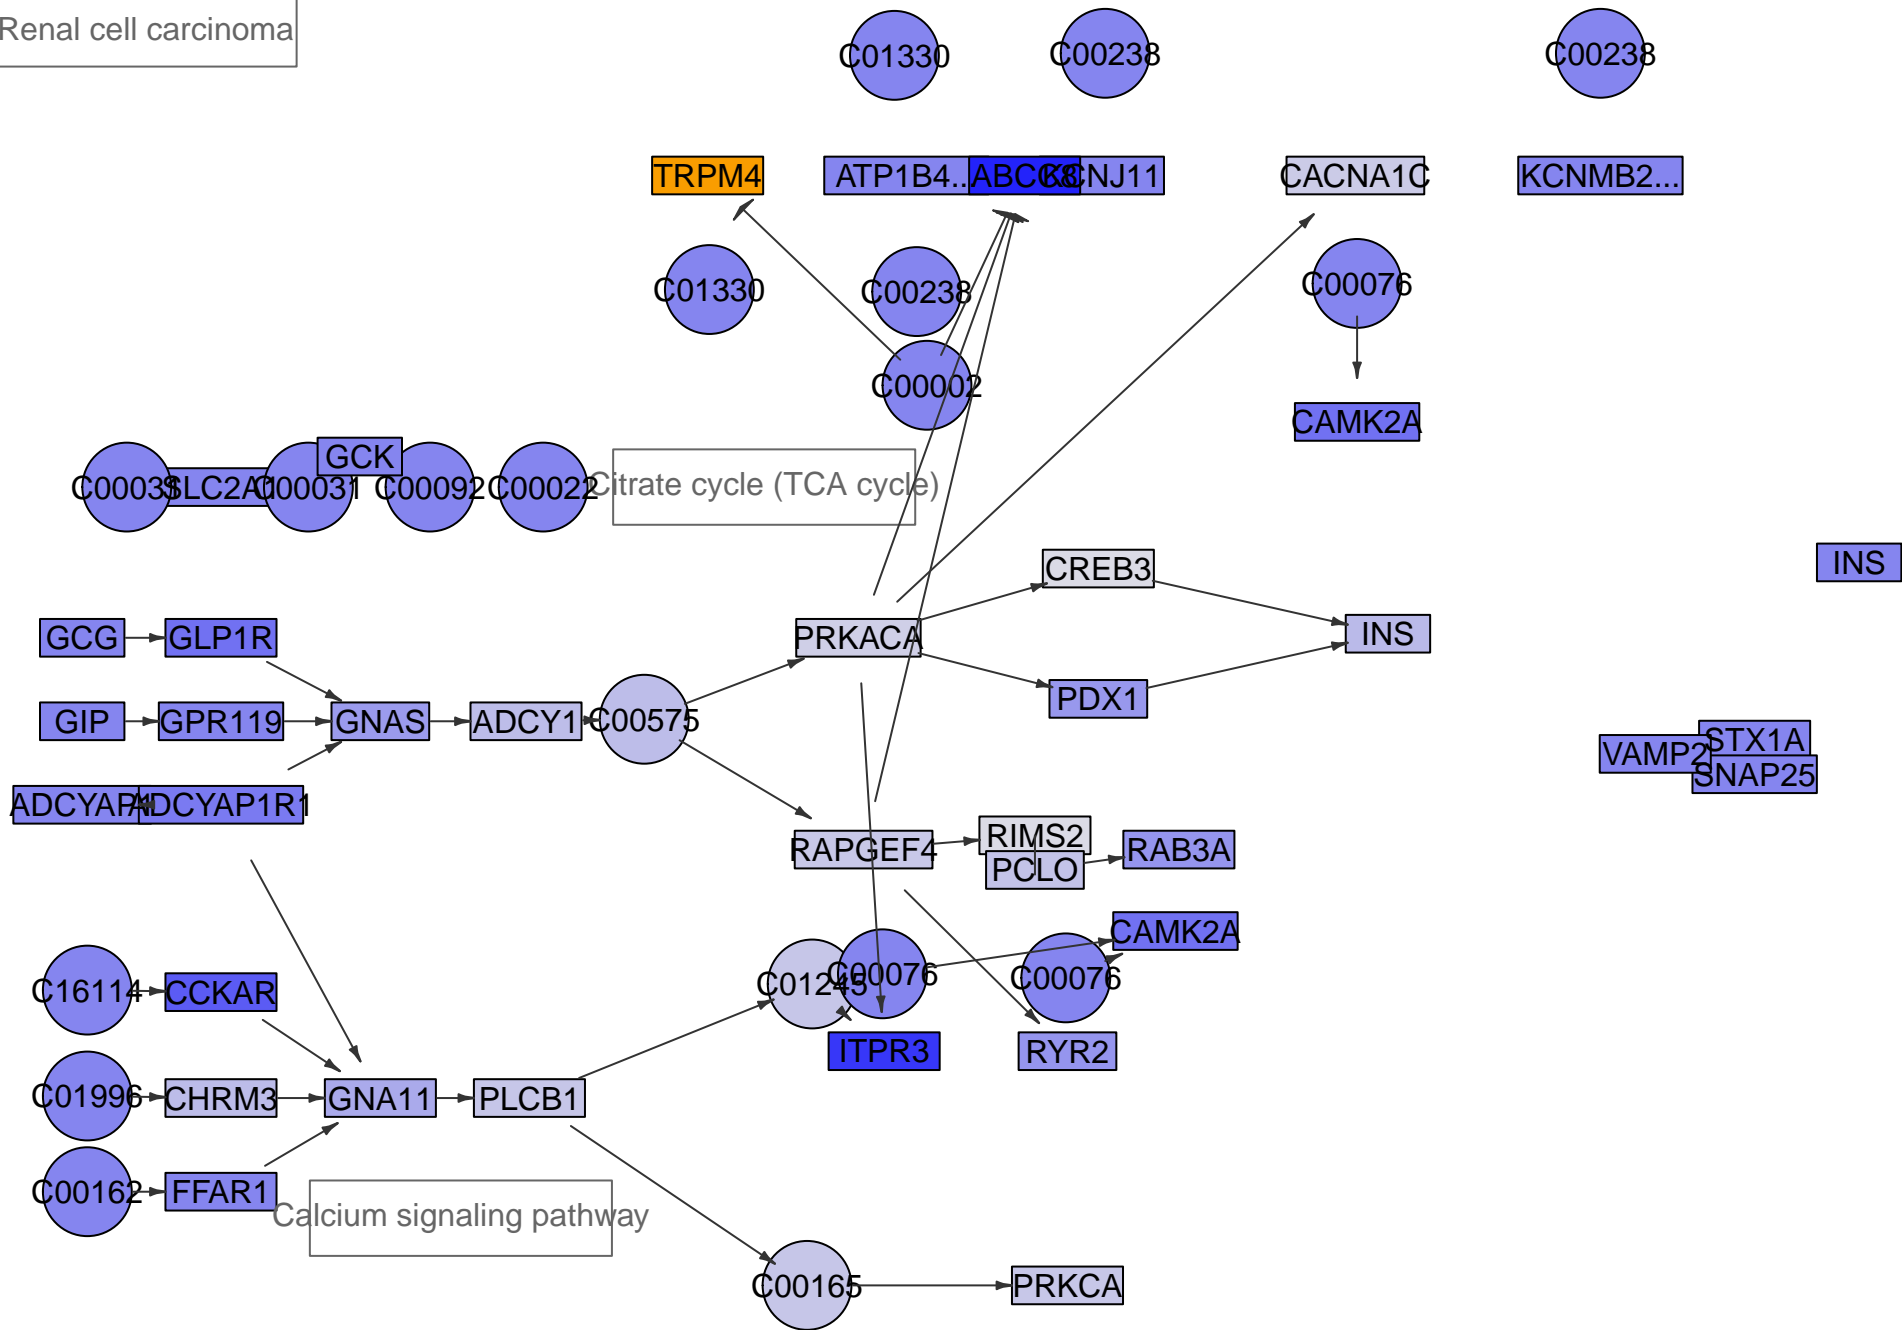 Renal cell carcinoma
C01330
C00238
C00238
TRPM4
ATP1B4...
ABCC8
KCNJ11
CACNA1C
KCNMB2...
C01330
C00238
C00076
C00002
CAMK2A
C00031
SLC2A1
C00031
GCK
C00092
C00022
Citrate cycle (TCA cycle)
CREB3
INS
GCG
GLP1R
PRKACA
INS
GIP
GPR119
GNAS
ADCY1
C00575
PDX1
STX1A
VAMP2
SNAP25
ADCYAP1
ADCYAP1R1
RAPGEF4
RIMS2
PCLO
RAB3A
CAMK2A
C16114
CCKAR
C01245
C00076
C00076
ITPR3
RYR2
C01996
CHRM3
GNA11
PLCB1
C00162
FFAR1
Calcium signaling pathway
C00165
PRKCA